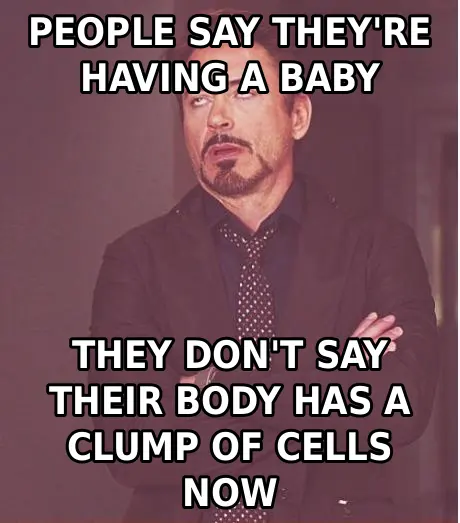 PEOPLE SAY THEY'RE
HAVING A BABY
THEY DON'T SAY
THEIR BODY HAS A
CLUMP OF CELLS
NOW